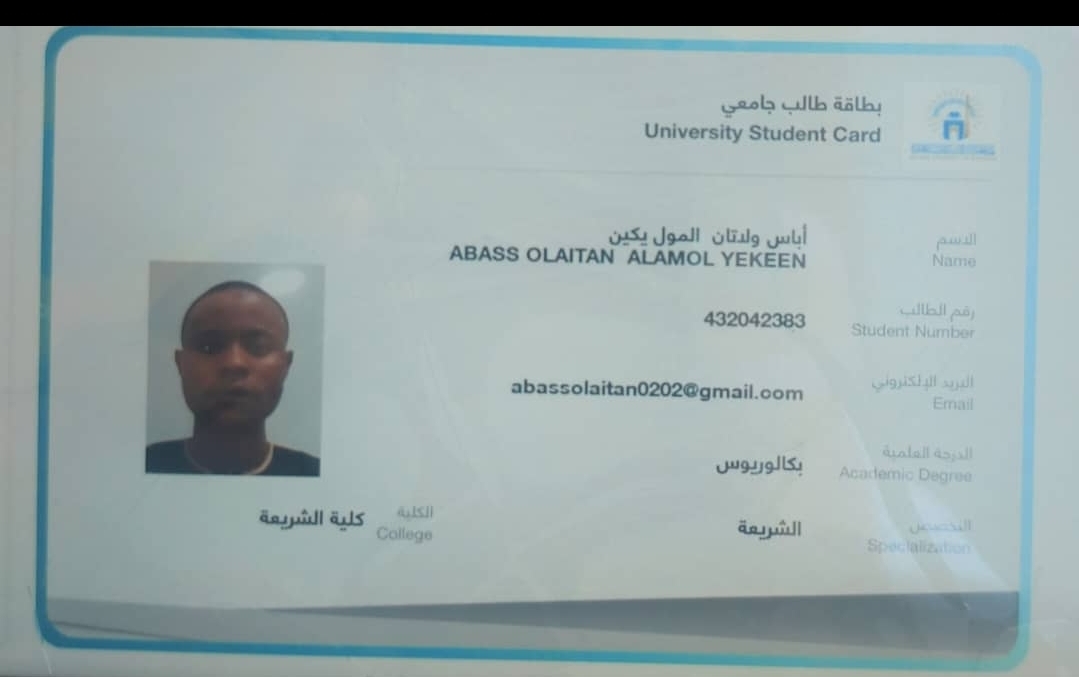 بطاقة طالب جامعي
University Student Card
أباس ولاتان المول يكين
الاسم
ABASS OLAITAN ALAMOL YEKEEN
Name
رقم الطالب
432042383
Student Number
البريد الإلكتروني
abassolaitan0202@gmail.com
Email
الدرجة العلمية
بكالوريوس
Academic Degree
التخصص
الشريعة
Specialization
الكلية
كلية الشريعة
College